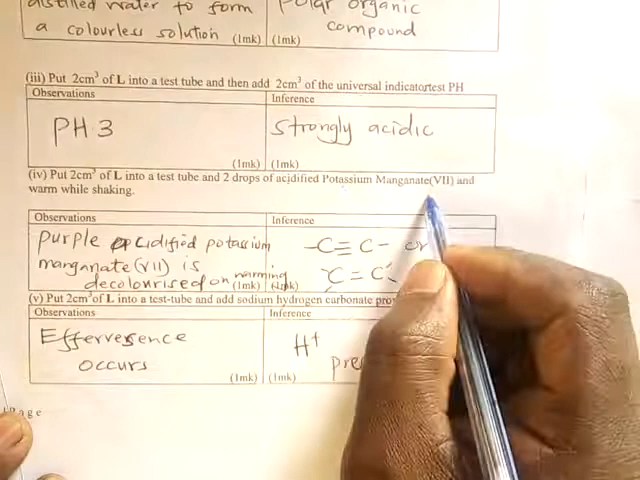 distilled water to form
polar organic
a colourless solution (1mk)
(1mk)
compound
(iii) Put 2cm³ of L into a test tube and then add 2cm³ of the universal indicatortest PH
Observations
Inference
PH 3
Strongly acidic
(1mk)
(1mk)
(iv) Put 2cm³ of L into a test tube and 2 drops of acidified Potassium Manganate(VII) and
warm while shaking.
Observations
Inference
purple acidified potassium
-C≡C- or
manganate (VII) is
decolourised on warming
C=C
(1mk)
(1mk)
(v) Put 2cm³of L into a test-tube and add sodium hydrogen carbonate
Observations
Inference
Effervesence
H⁺
occurs
(1mk)
(1mk)
Page